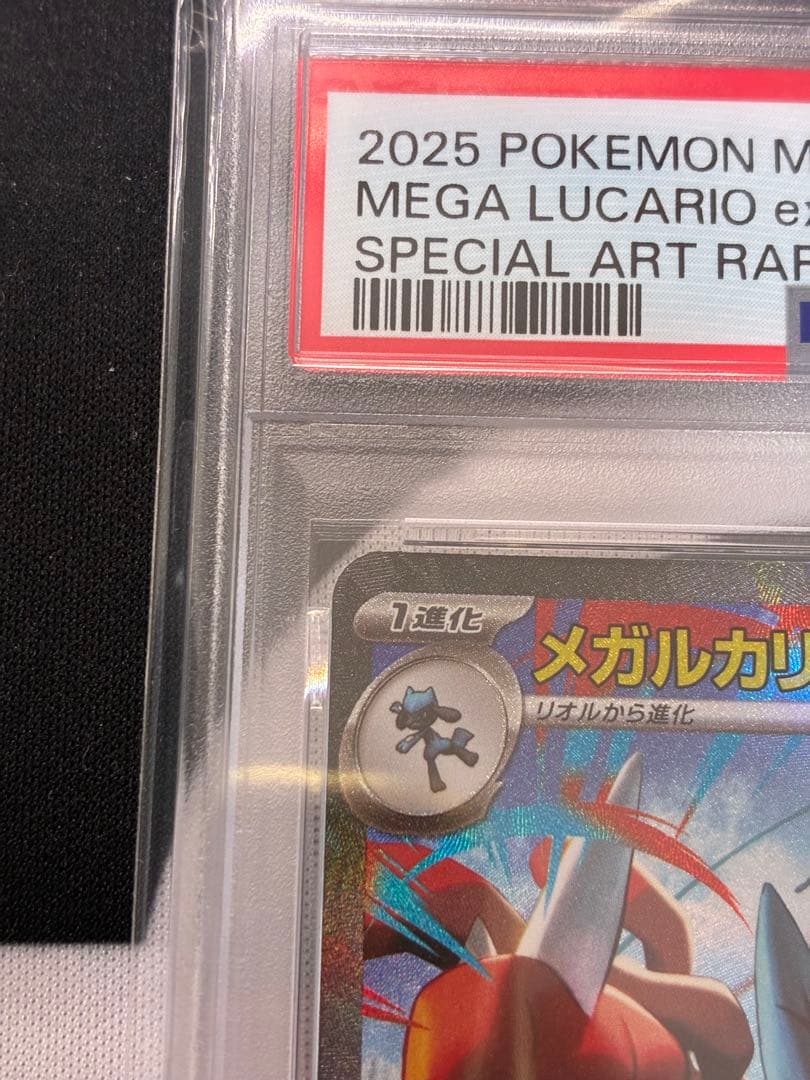 2025 POKEMON M
MEGA LUCARIO ex
SPECIAL ART RAR
1進化
メガルカリ
リオルから進化